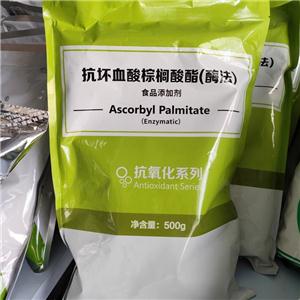 抗坏血酸棕榈酸酯(酶法)
食品添加剂
Ascorbyl Palmitate
(Enzymatic)
抗氧化系列
Antioxidant Series
净含量：500g
法)